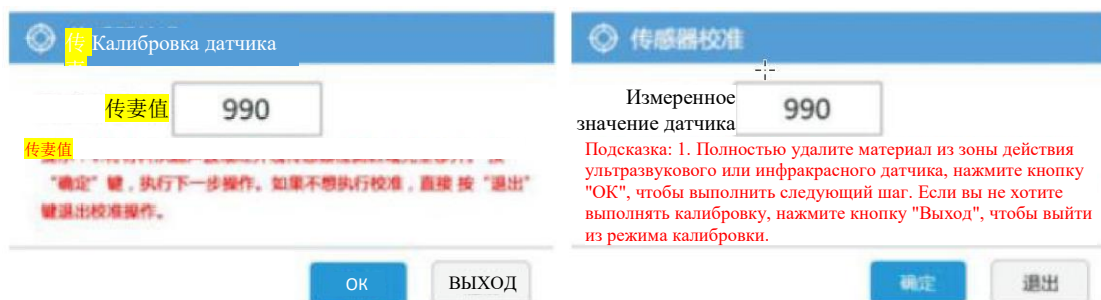 传 Калибровка датчика
传妻值 990
传妻值
"确定" 键，执行下一步操作。如果不想执行校准，直接 按 "退出"
键退出校准操作。
OK ВЫХОД
传感器校准
Измеренное
значение датчика 990
Подсказка: 1. Полностью удалите материал из зоны действия
ультразвукового или инфракрасного датчика, нажмите кнопку
"OK", чтобы выполнить следующий шаг. Если вы не хотите
выполнять калибровку, нажмите кнопку "Выход", чтобы выйти
из режима калибровки.
确定 退出